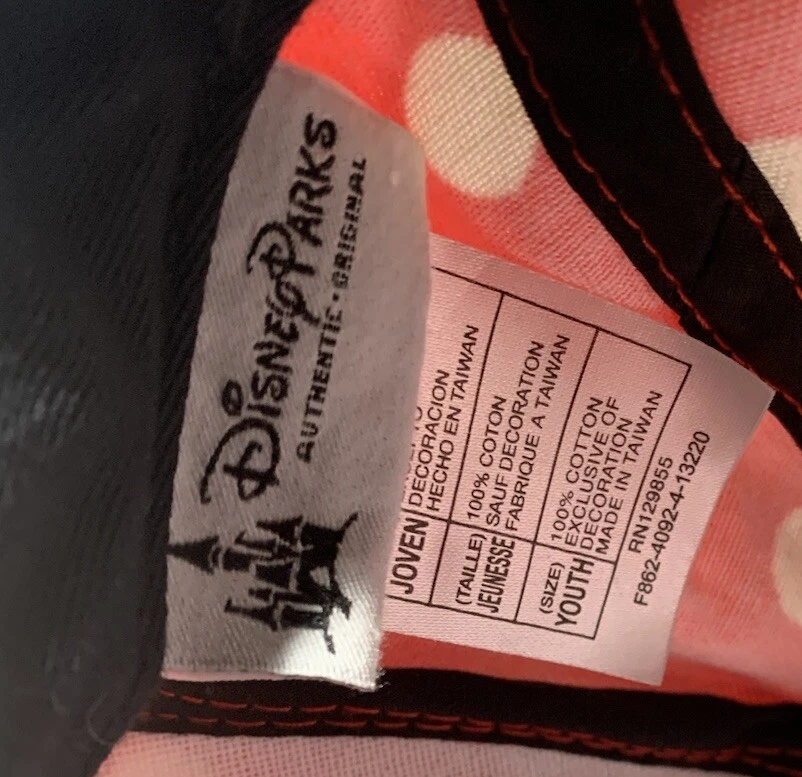 DISNEY PARKS
AUTHENTIC • ORIGINAL
JOVEN
DECORACION
HECHO EN TAIWAN
(TAILLE)
JEUNESSE
100% COTON
SAUF DECORATION
FABRIQUE A TAIWAN
(SIZE)
YOUTH
100% COTTON
EXCLUSIVE OF
DECORATION
MADE IN TAIWAN
RN129855
F862-4092-4-13220